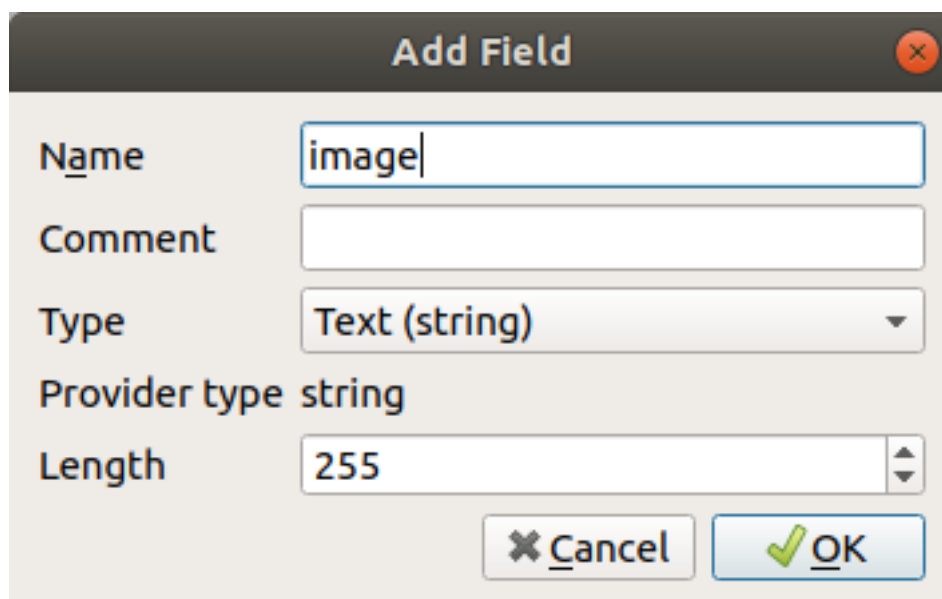 Add Field
Name image
Comment
Type Text (string)
Provider type string
Length 255
Cancel OK